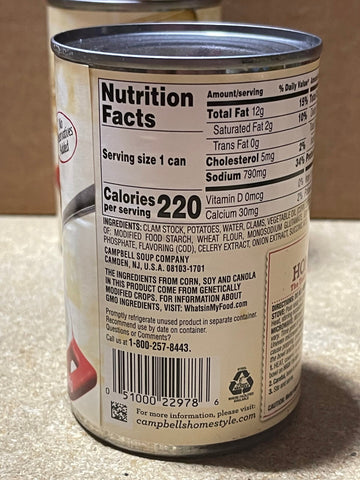 No
Preservatives
Added
Nutrition
Facts
Serving size 1 can
Calories
per serving 220
Amount/serving % Daily Value*
Total Fat 12g 15%
Saturated Fat 2g 10%
Trans Fat 0g
Cholesterol 5mg 2%
Sodium 790mg 34%
Vitamin D 0mcg 0%
Calcium 30mg 2%
INGREDIENTS: CLAM STOCK, POTATOES, WATER, CLAMS, VEGETABLE OIL
OF: MODIFIED FOOD STARCH, WHEAT FLOUR, MONOSODIUM
PHOSPHATE, FLAVORING (COD), CELERY EXTRACT, ONION EXTRACT,
CAMPBELL SOUP COMPANY
CAMDEN, NJ, U.S.A. 08103-1701
THE INGREDIENTS FROM CORN, SOY AND CANOLA
IN THIS PRODUCT COME FROM GENETICALLY
MODIFIED CROPS. FOR INFORMATION ABOUT
GMO INGREDIENTS, VISIT: WhatsinMyFood.com
Promptly refrigerate unused product in separate container.
Recommend use by date on container.
Questions or Comments?
Call us at 1-800-257-8443.
0 51000 22978 6
For more information, please visit:
campbellshomestyle.com
HO
The